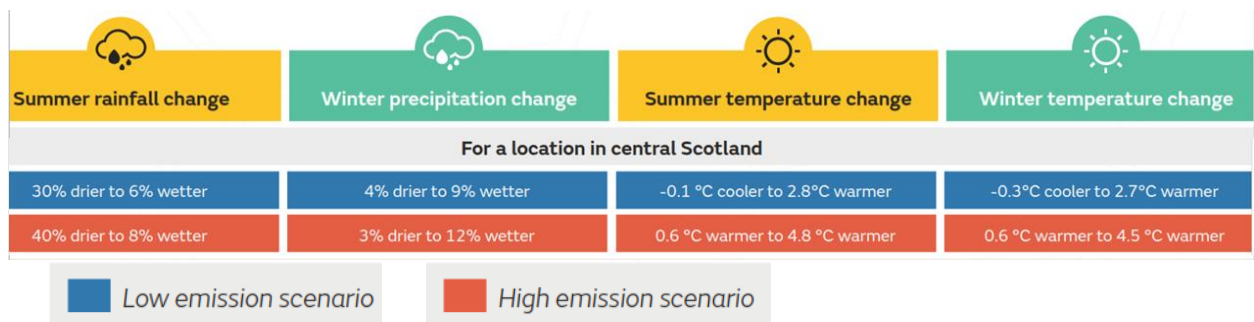 Summer rainfall change
Winter precipitation change
Summer temperature change
Winter temperature change
For a location in central Scotland
30% drier to 6% wetter
4% drier to 9% wetter
-0.1 °C cooler to 2.8°C warmer
-0.3°C cooler to 2.7°C warmer
40% drier to 8% wetter
3% drier to 12% wetter
0.6 °C warmer to 4.8 °C warmer
0.6 °C warmer to 4.5 °C warmer
Low emission scenario
High emission scenario